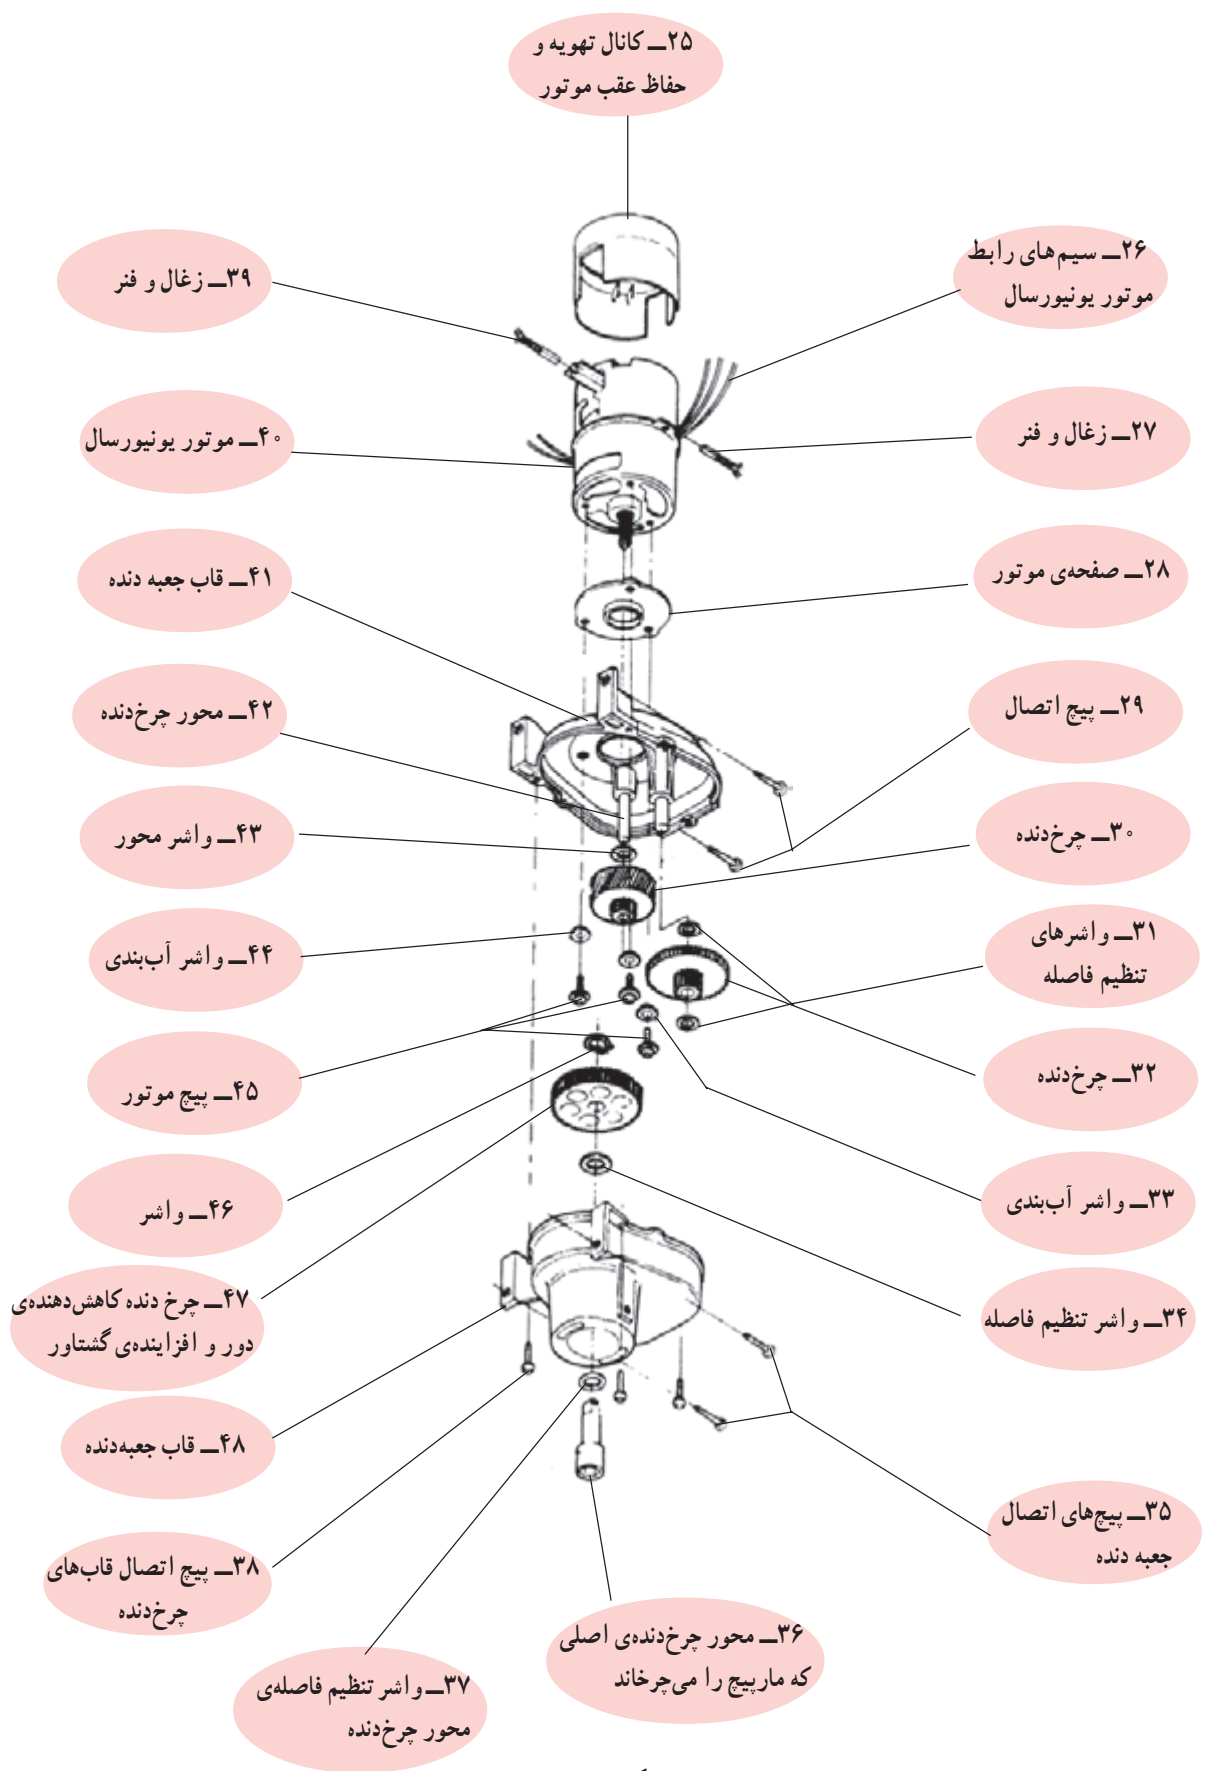 ۲۵ــ کانال تهویه و
حفاظ عقب موتور
۲۶ــ سیم‌های رابط
موتور یونیورسال
۲۷ــ زغال و فنر
۲۸ــ صفحه‌ی موتور
۲۹ــ پیچ اتصال
۳۰ــ چرخ‌دنده
۳۱ــ واشرهای
تنظیم فاصله
۳۲ــ چرخ‌دنده
۳۳ــ واشر آب‌بندی
۳۴ــ واشر تنظیم فاصله
۳۵ــ پیچ‌های اتصال
جعبه دنده
۳۶ــ محور چرخ‌دنده‌ی اصلی
که مارپیچ را می‌چرخاند
۳۷ــ واشر تنظیم فاصله‌ی
محور چرخ‌دنده
۳۸ــ پیچ اتصال قاب‌های
چرخ‌دنده
۳۹ــ زغال و فنر
۴۰ــ موتور یونیورسال
۴۱ــ قاب جعبه دنده
۴۲ــ محور چرخ‌دنده
۴۳ــ واشر محور
۴۴ــ واشر آب‌بندی
۴۵ــ پیچ موتور
۴۶ــ واشر
۴۷ــ چرخ دنده کاهش‌دهنده‌ی
دور و افزاینده‌ی گشتاور
۴۸ــ قاب جعبه‌دنده